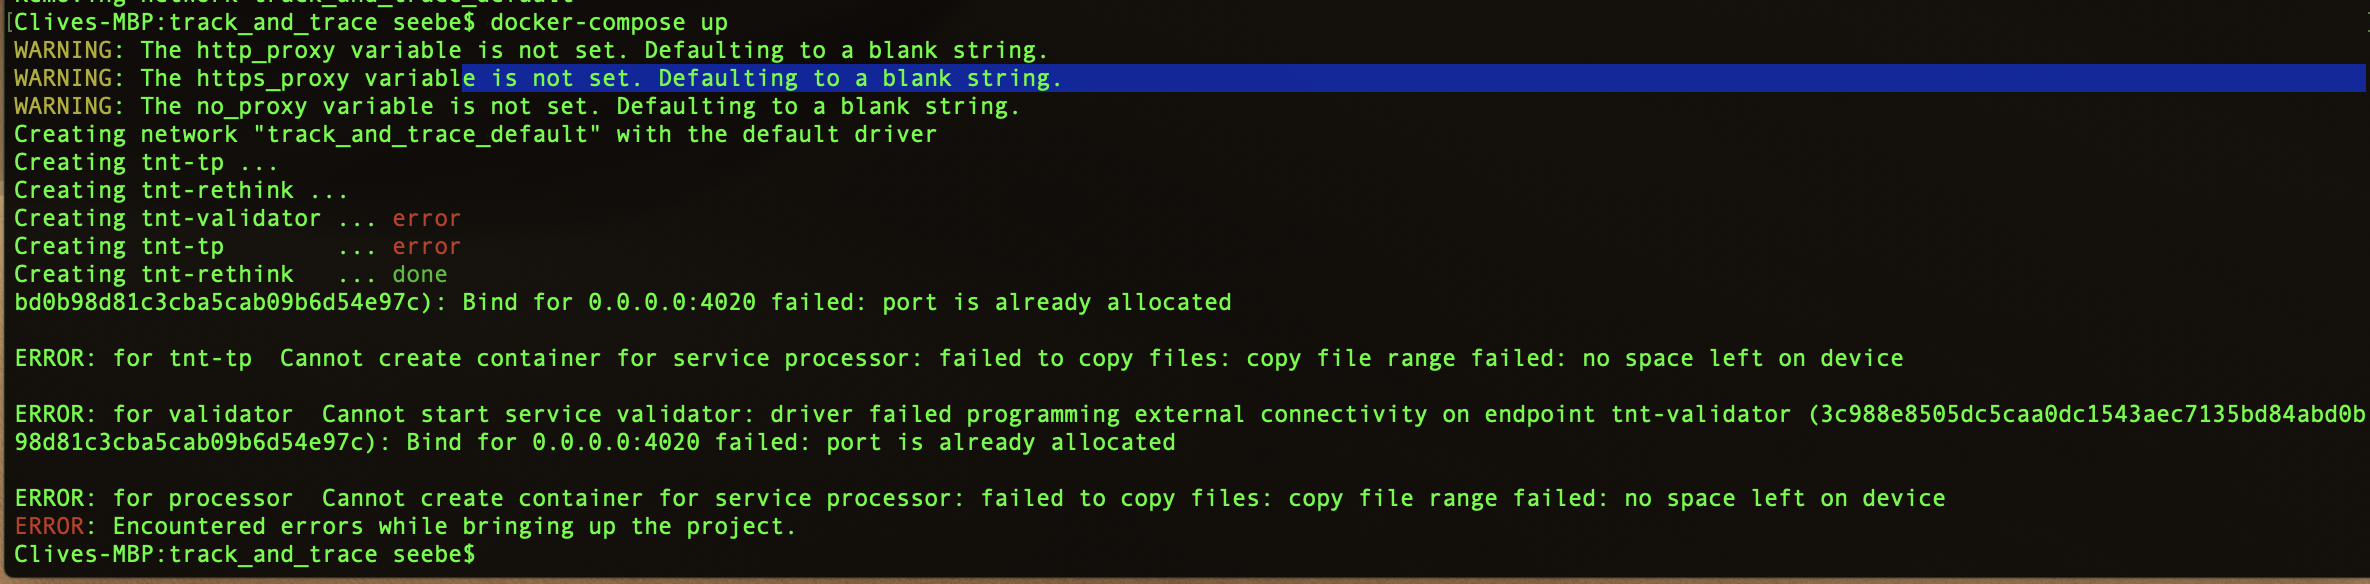 Removing network track_and_trace_default
[Clives-MBP:track_and_trace seebe$ docker-compose up
WARNING: The http_proxy variable is not set. Defaulting to a blank string.
WARNING: The https_proxy variable is not set. Defaulting to a blank string.
WARNING: The no_proxy variable is not set. Defaulting to a blank string.
Creating network "track_and_trace_default" with the default driver
Creating tnt-tp ...
Creating tnt-rethink ...
Creating tnt-validator ... error
Creating tnt-tp        ... error
Creating tnt-rethink   ... done
bd0b98d81c3cba5cab09b6d54e97c): Bind for 0.0.0.0:4020 failed: port is already allocated

ERROR: for tnt-tp  Cannot create container for service processor: failed to copy files: copy file range failed: no space left on device

ERROR: for validator  Cannot start service validator: driver failed programming external connectivity on endpoint tnt-validator (3c988e8505dc5caa0dc1543aec7135bd84abd0b
98d81c3cba5cab09b6d54e97c): Bind for 0.0.0.0:4020 failed: port is already allocated

ERROR: for processor  Cannot create container for service processor: failed to copy files: copy file range failed: no space left on device
ERROR: Encountered errors while bringing up the project.
Clives-MBP:track_and_trace seebe$